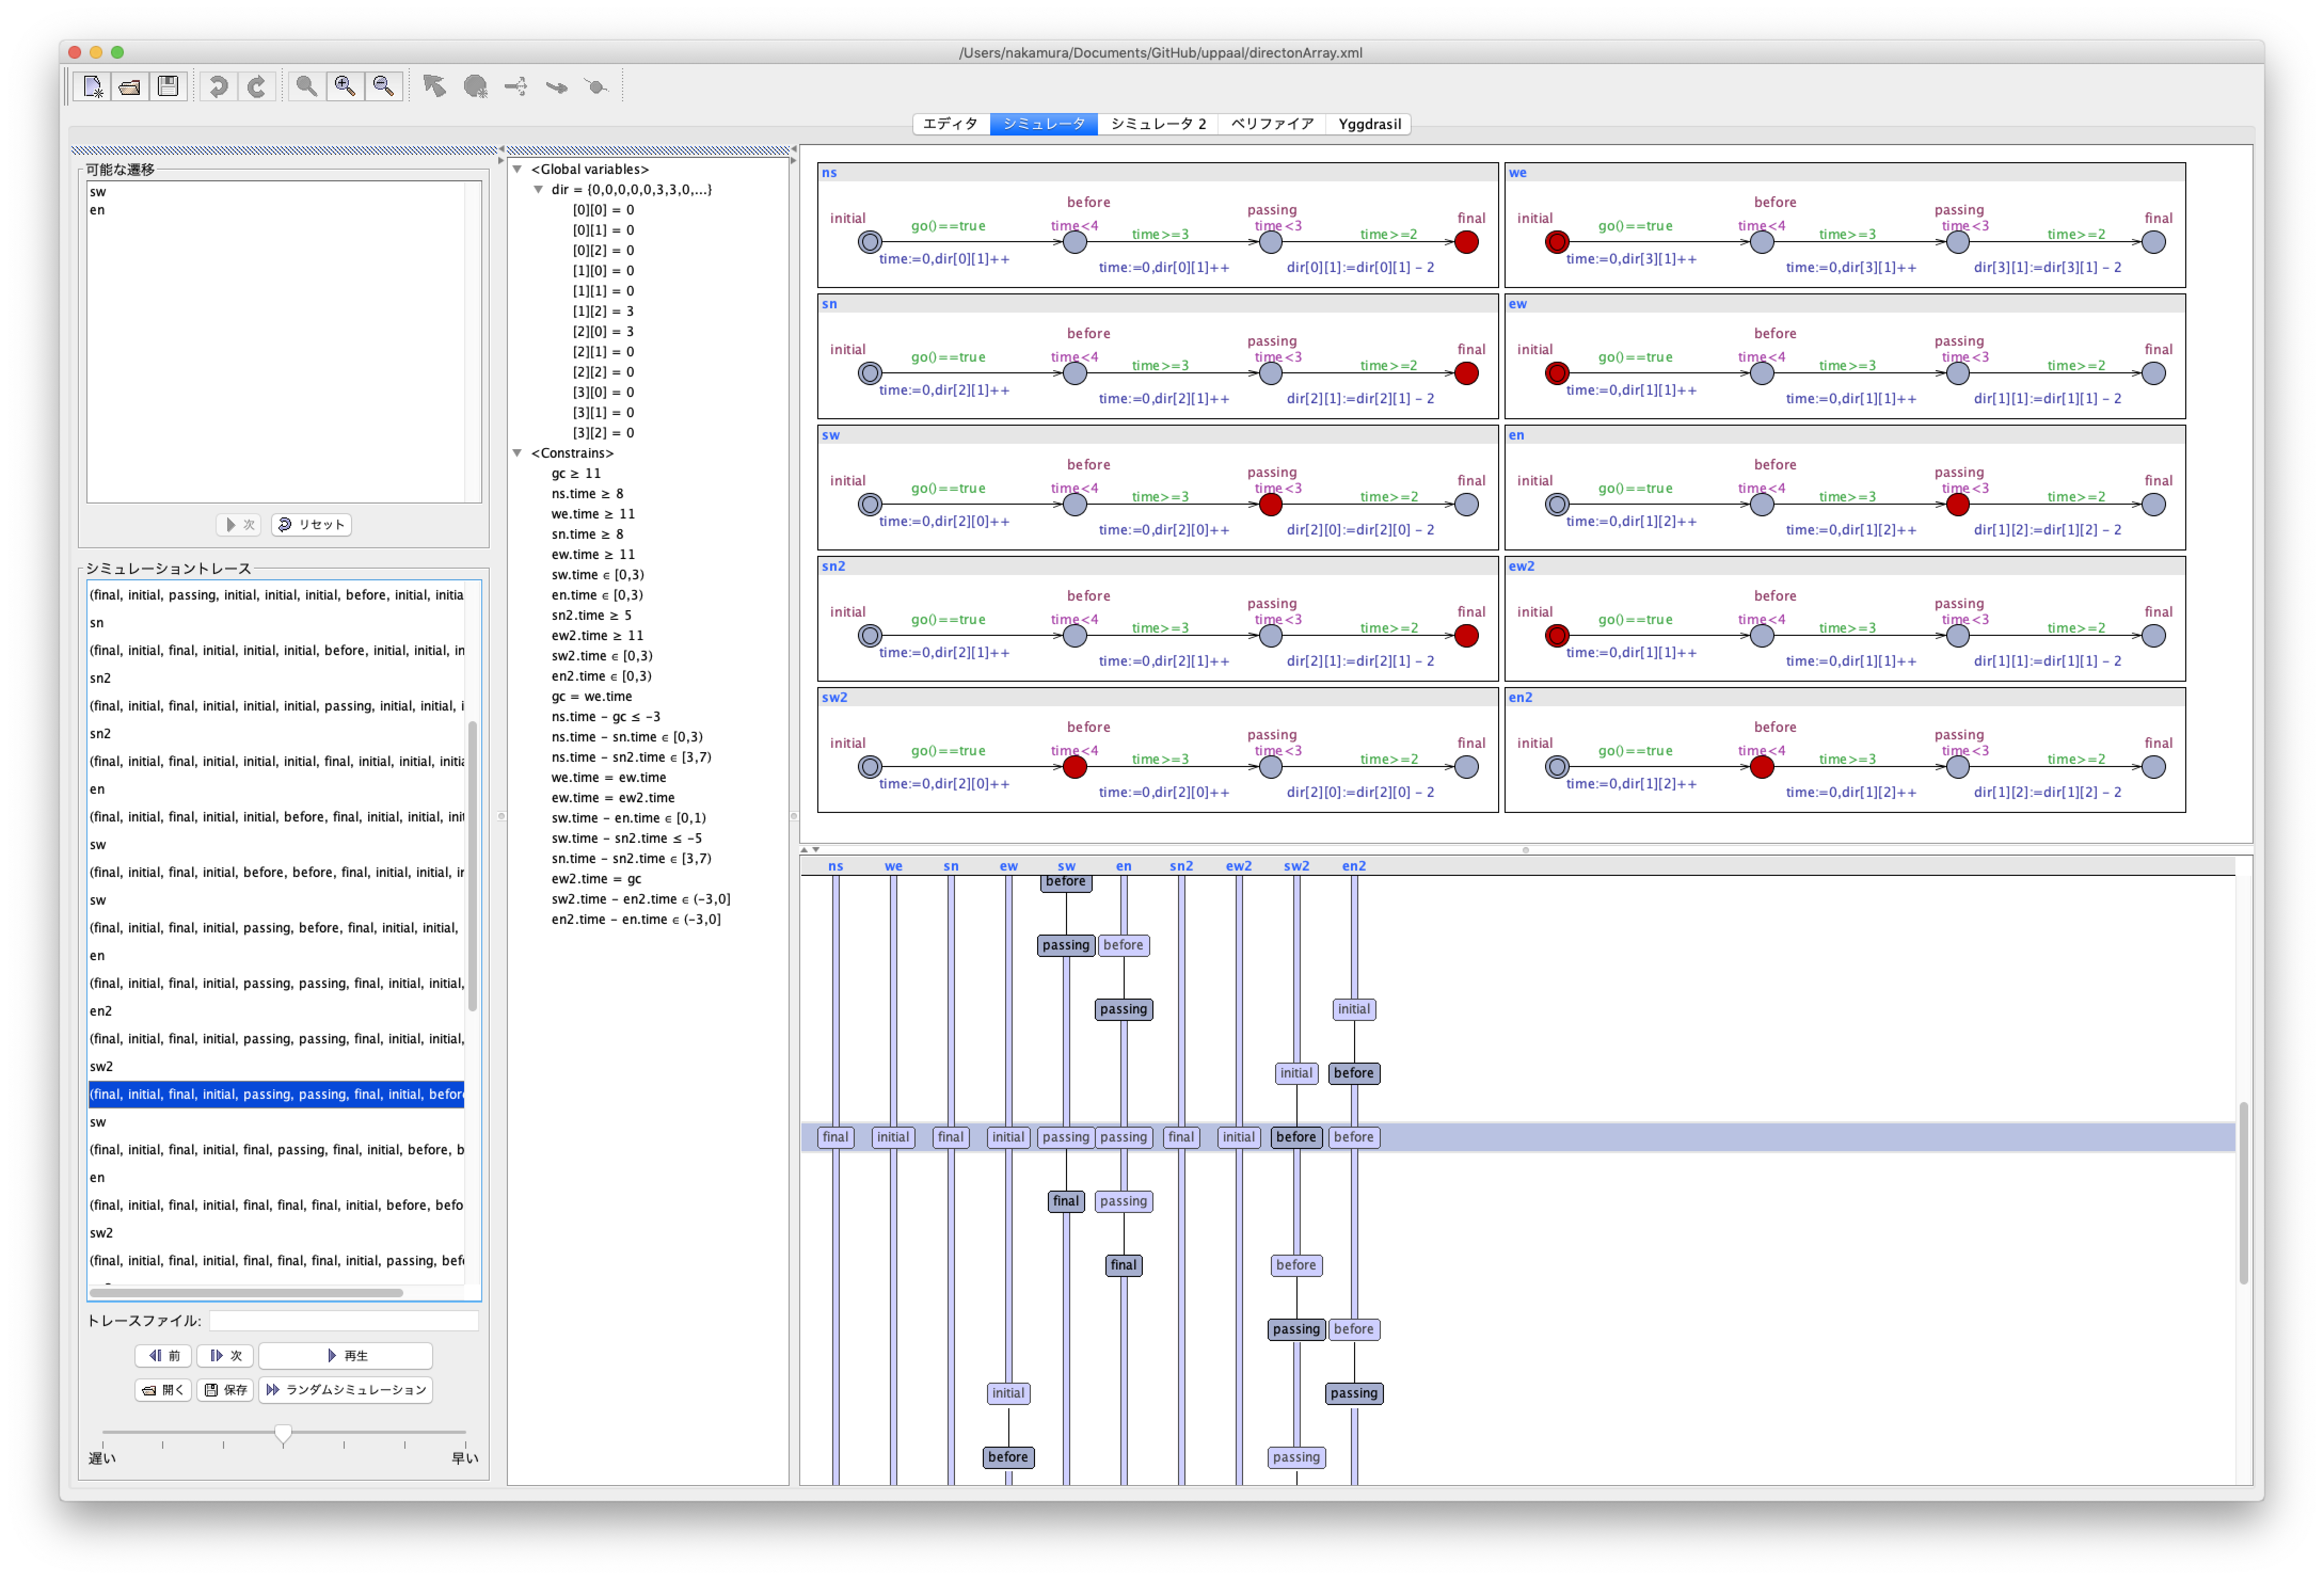 /Users/nakamura/Documents/GitHub/uppaal/directonArray.xml
エディタ シミュレータ シミュレータ 2 ベリファイア Yggdrasil
可能な遷移
sw
en
次 リセット
シミュレーショントレース
(final, initial, passing, initial, initial, initial, before, initial, initia
sn
(final, initial, final, initial, initial, initial, before, initial, initial, in
sn2
(final, initial, final, initial, initial, initial, passing, initial, initial, i
sn2
(final, initial, final, initial, initial, initial, final, initial, initial, initia
en
(final, initial, final, initial, initial, before, final, initial, initial, init
sw
(final, initial, final, initial, before, before, final, initial, initial, ir
sw
(final, initial, final, initial, passing, before, final, initial, initial,
en
(final, initial, final, initial, passing, passing, final, initial, initial,
en2
(final, initial, final, initial, passing, passing, final, initial, initial,
sw2
(final, initial, final, initial, passing, passing, final, initial, before
sw
(final, initial, final, initial, final, passing, final, initial, before, b
en
(final, initial, final, initial, final, final, final, initial, before, befo
sw2
(final, initial, final, initial, final, final, final, initial, passing, befo
トレースファイル:
前 次 再生
開く 保存 ランダムシミュレーション
遅い 早い
<Global variables>
dir = {0,0,0,0,0,3,3,0,...}
[0][0] = 0
[0][1] = 0
[0][2] = 0
[1][0] = 0
[1][1] = 0
[1][2] = 3
[2][0] = 3
[2][1] = 0
[2][2] = 0
[3][0] = 0
[3][1] = 0
[3][2] = 0
<Constrains>
gc ≥ 11
ns.time ≥ 8
we.time ≥ 11
sn.time ≥ 8
ew.time ≥ 11
sw.time ∈ [0,3)
en.time ∈ [0,3)
sn2.time ≥ 5
ew2.time ≥ 11
sw2.time ∈ [0,3)
en2.time ∈ [0,3)
gc = we.time
ns.time - gc ≤ -3
ns.time - sn.time ∈ [0,3)
ns.time - sn2.time ∈ [3,7)
we.time = ew.time
ew.time = ew2.time
sw.time - en.time ∈ [0,1)
sw.time - sn2.time ≤ -5
sn.time - sn2.time ∈ [3,7)
ew2.time = gc
sw2.time - en2.time ∈ (-3,0]
en2.time - en.time ∈ (-3,0]
ns
before
initial passing final
go()==true time<4 time>=3 time<3 time>=2
time:=0,dir[0][1]++ time:=0,dir[0][1]++ dir[0][1]:=dir[0][1] - 2
we
before
initial passing final
go()==true time<4 time>=3 time<3 time>=2
time:=0,dir[3][1]++ time:=0,dir[3][1]++ dir[3][1]:=dir[3][1] - 2
sn
before
initial passing final
go()==true time<4 time>=3 time<3 time>=2
time:=0,dir[2][1]++ time:=0,dir[2][1]++ dir[2][1]:=dir[2][1] - 2
ew
before
initial passing final
go()==true time<4 time>=3 time<3 time>=2
time:=0,dir[1][1]++ time:=0,dir[1][1]++ dir[1][1]:=dir[1][1] - 2
sw
before
initial passing final
go()==true time<4 time>=3 time<3 time>=2
time:=0,dir[2][0]++ time:=0,dir[2][0]++ dir[2][0]:=dir[2][0] - 2
en
before
initial passing final
go()==true time<4 time>=3 time<3 time>=2
time:=0,dir[1][2]++ time:=0,dir[1][2]++ dir[1][2]:=dir[1][2] - 2
sn2
before
initial passing final
go()==true time<4 time>=3 time<3 time>=2
time:=0,dir[2][1]++ time:=0,dir[2][1]++ dir[2][1]:=dir[2][1] - 2
ew2
before
initial passing final
go()==true time<4 time>=3 time<3 time>=2
time:=0,dir[1][1]++ time:=0,dir[1][1]++ dir[1][1]:=dir[1][1] - 2
sw2
before
initial passing final
go()==true time<4 time>=3 time<3 time>=2
time:=0,dir[2][0]++ time:=0,dir[2][0]++ dir[2][0]:=dir[2][0] - 2
en2
before
initial passing final
go()==true time<4 time>=3 time<3 time>=2
time:=0,dir[1][2]++ time:=0,dir[1][2]++ dir[1][2]:=dir[1][2] - 2
ns we sn ew sw en sn2 ew2 sw2 en2
before
passing before
passing initial
initial before
final initial final initial passing passing final initial before before
final passing
final before
passing before
initial passing
before passing